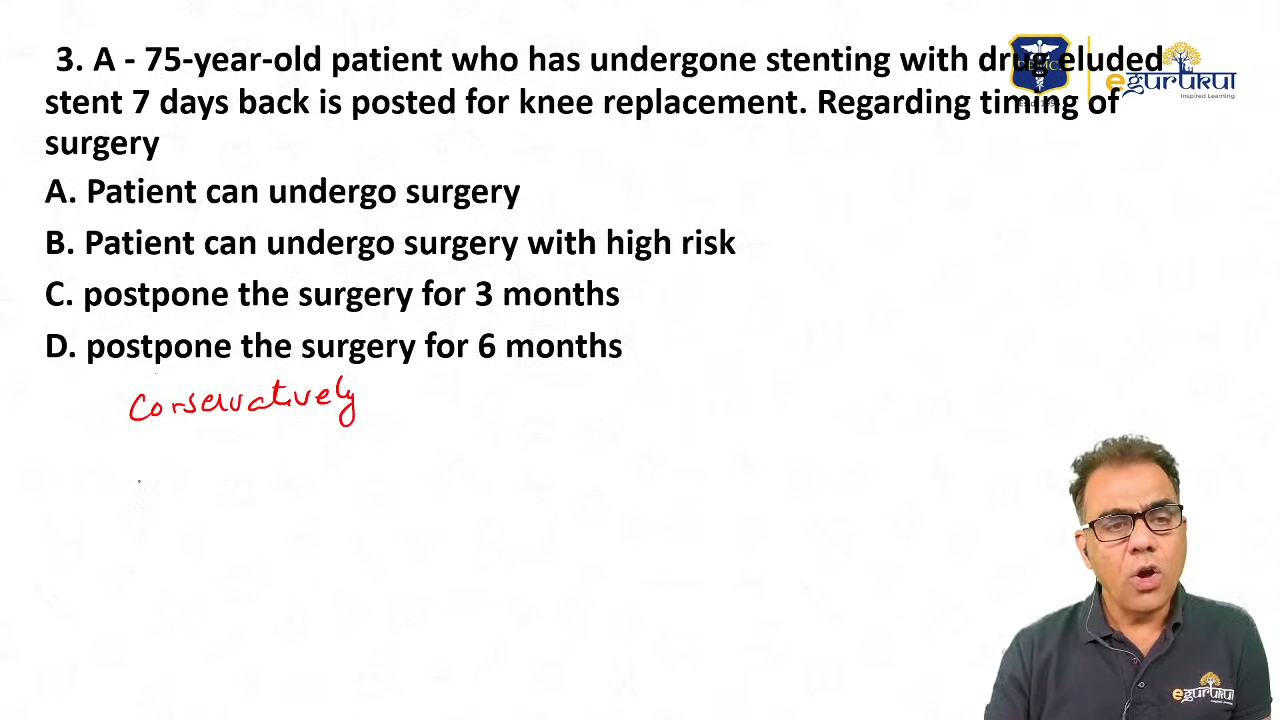 3. A - 75-year-old patient who has undergone stenting with drug eluded
stent 7 days back is posted for knee replacement. Regarding timing of
surgery
A. Patient can undergo surgery
B. Patient can undergo surgery with high risk
C. postpone the surgery for 3 months
D. postpone the surgery for 6 months
conservatively
egurukul
Inspired Learning
egurukul